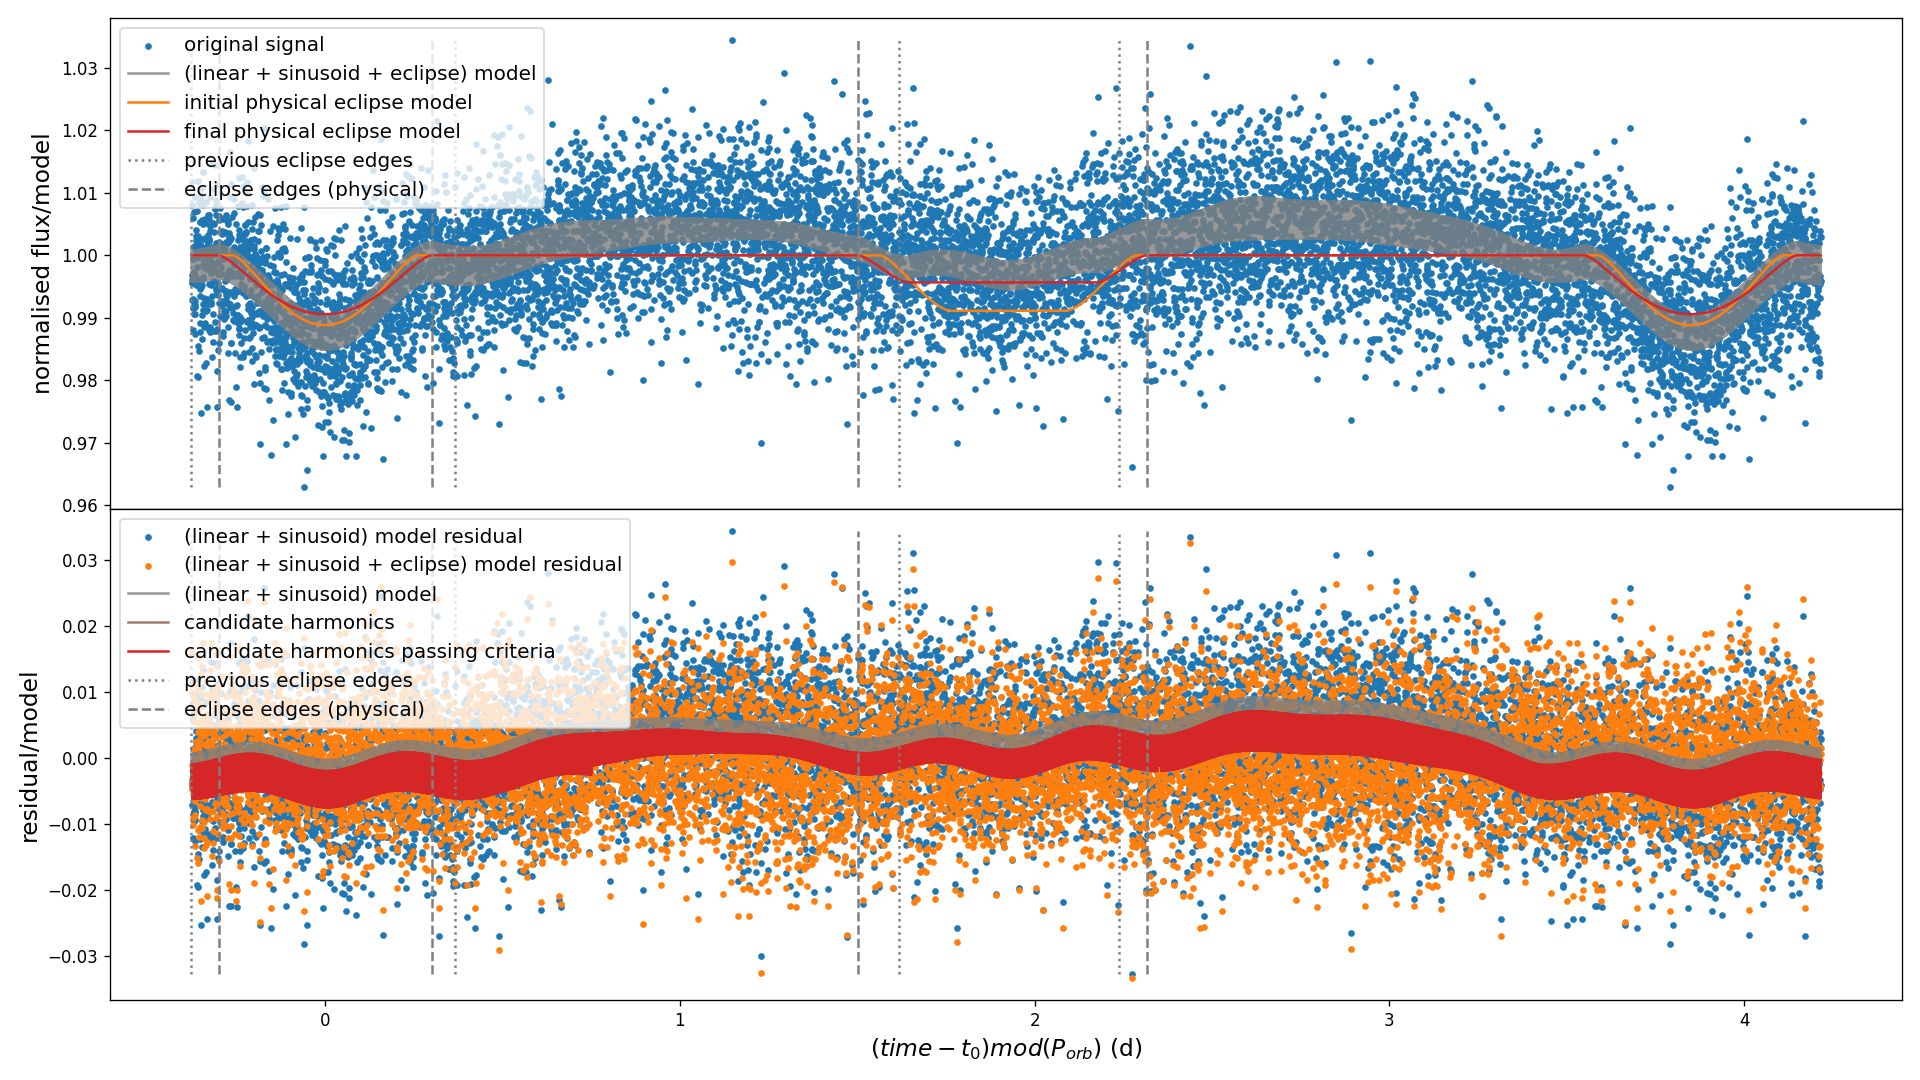 original signal
(linear + sinusoid + eclipse) model
initial physical eclipse model
final physical eclipse model
previous eclipse edges
eclipse edges (physical)
normalised flux/model
1.03
1.02
1.01
1.00
0.99
0.98
0.97
0.96
(linear + sinusoid) model residual
(linear + sinusoid + eclipse) model residual
(linear + sinusoid) model
candidate harmonics
candidate harmonics passing criteria
previous eclipse edges
eclipse edges (physical)
residual/model
0.03
0.02
0.01
0.00
−0.01
−0.02
−0.03
0 1 2 3 4
(time − t₀)mod(Pₒᵣb) (d)